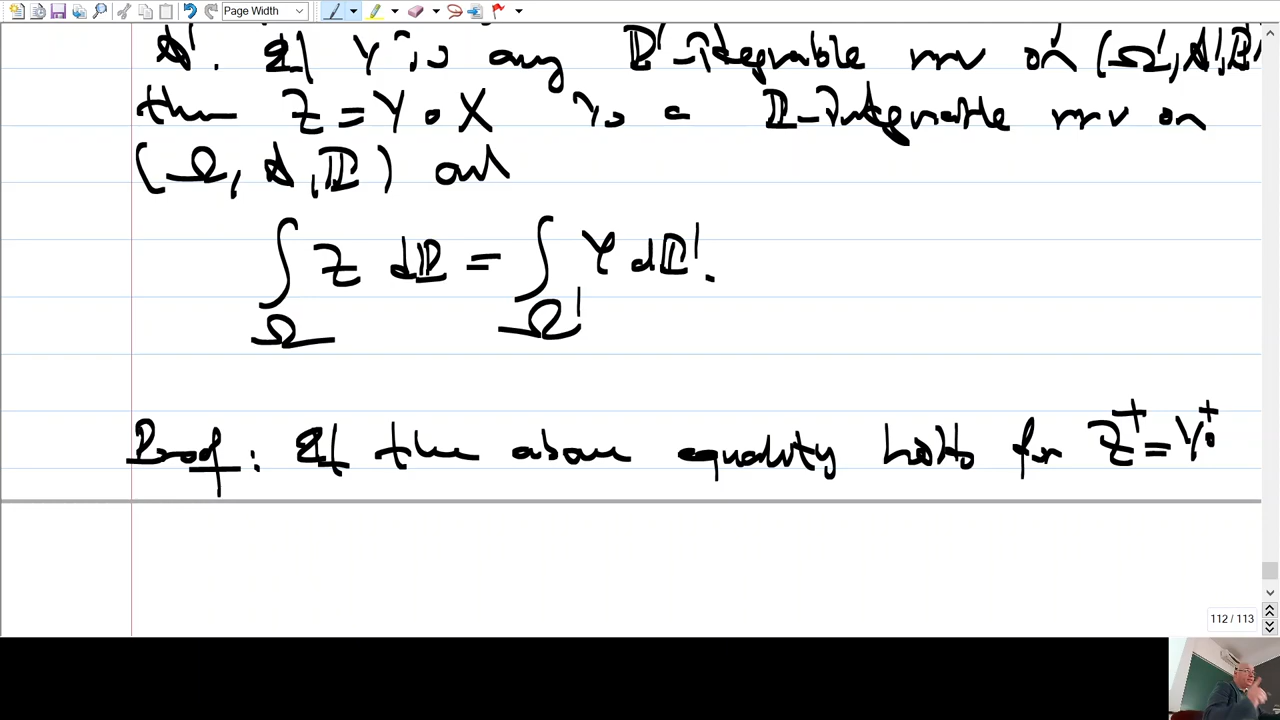 Page Width
𝒜'. If Y is any ℙ'-integrable rrv on (Ω', 𝒜', ℙ')
then Z = Y ∘ X is a ℙ-integrable rrv on
(Ω, 𝒜, ℙ) and
∫_Ω Z dℙ = ∫_Ω' Y dℙ'.
Proof: If the above equality holds for Z⁺ = Y⁺∘
112 / 113